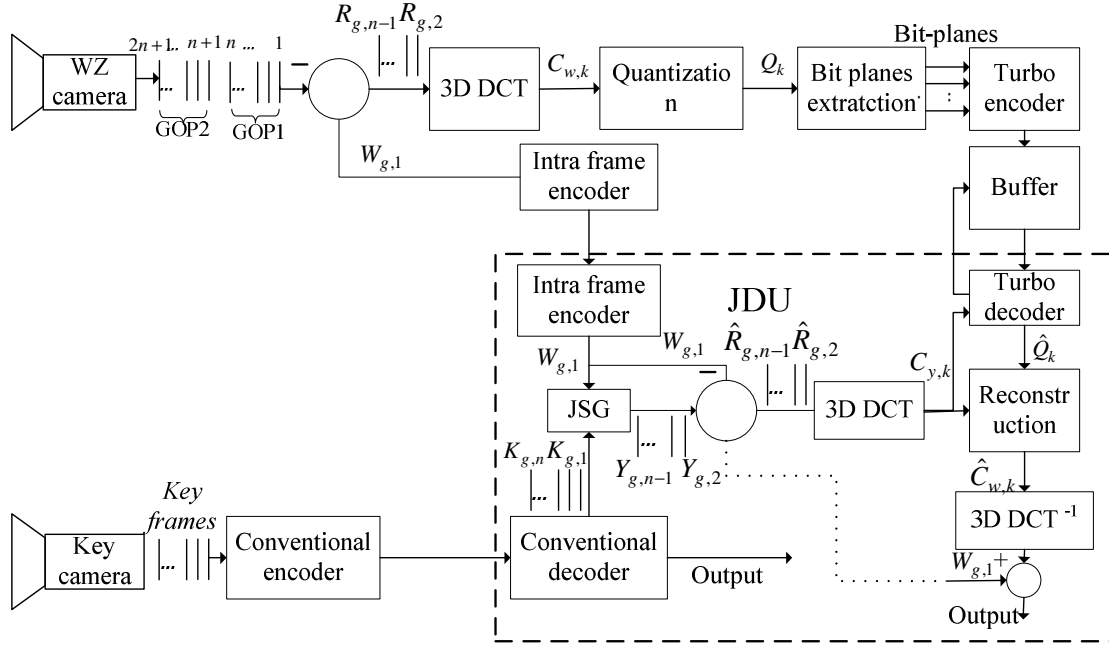 R_{g,n-1} R_{g,2}
Bit-planes
2n+1.. n+1 n ... 1
WZ
camera
...
...
GOP2
GOP1
−
...
3D DCT
C_{w,k}
Quantizatio
n
Q_k
Bit planes
extratction
Turbo
encoder
W_{g,1}
Intra frame
encoder
Buffer
Intra frame
encoder
JDU
Turbo
decoder
W_{g,1}
W_{g,1}
−
\hat{R}_{g,n-1} \hat{R}_{g,2}
...
\hat{Q}_k
C_{y,k}
JSG
3D DCT
Reconstr
uction
...
K_{g,n} K_{g,1}
Y_{g,n-1} Y_{g,2}
...
\hat{C}_{w,k}
Key
frames
Key
camera
...
Conventional
encoder
Conventional
decoder
Output
3D DCT -1
W_{g,1} +
Output